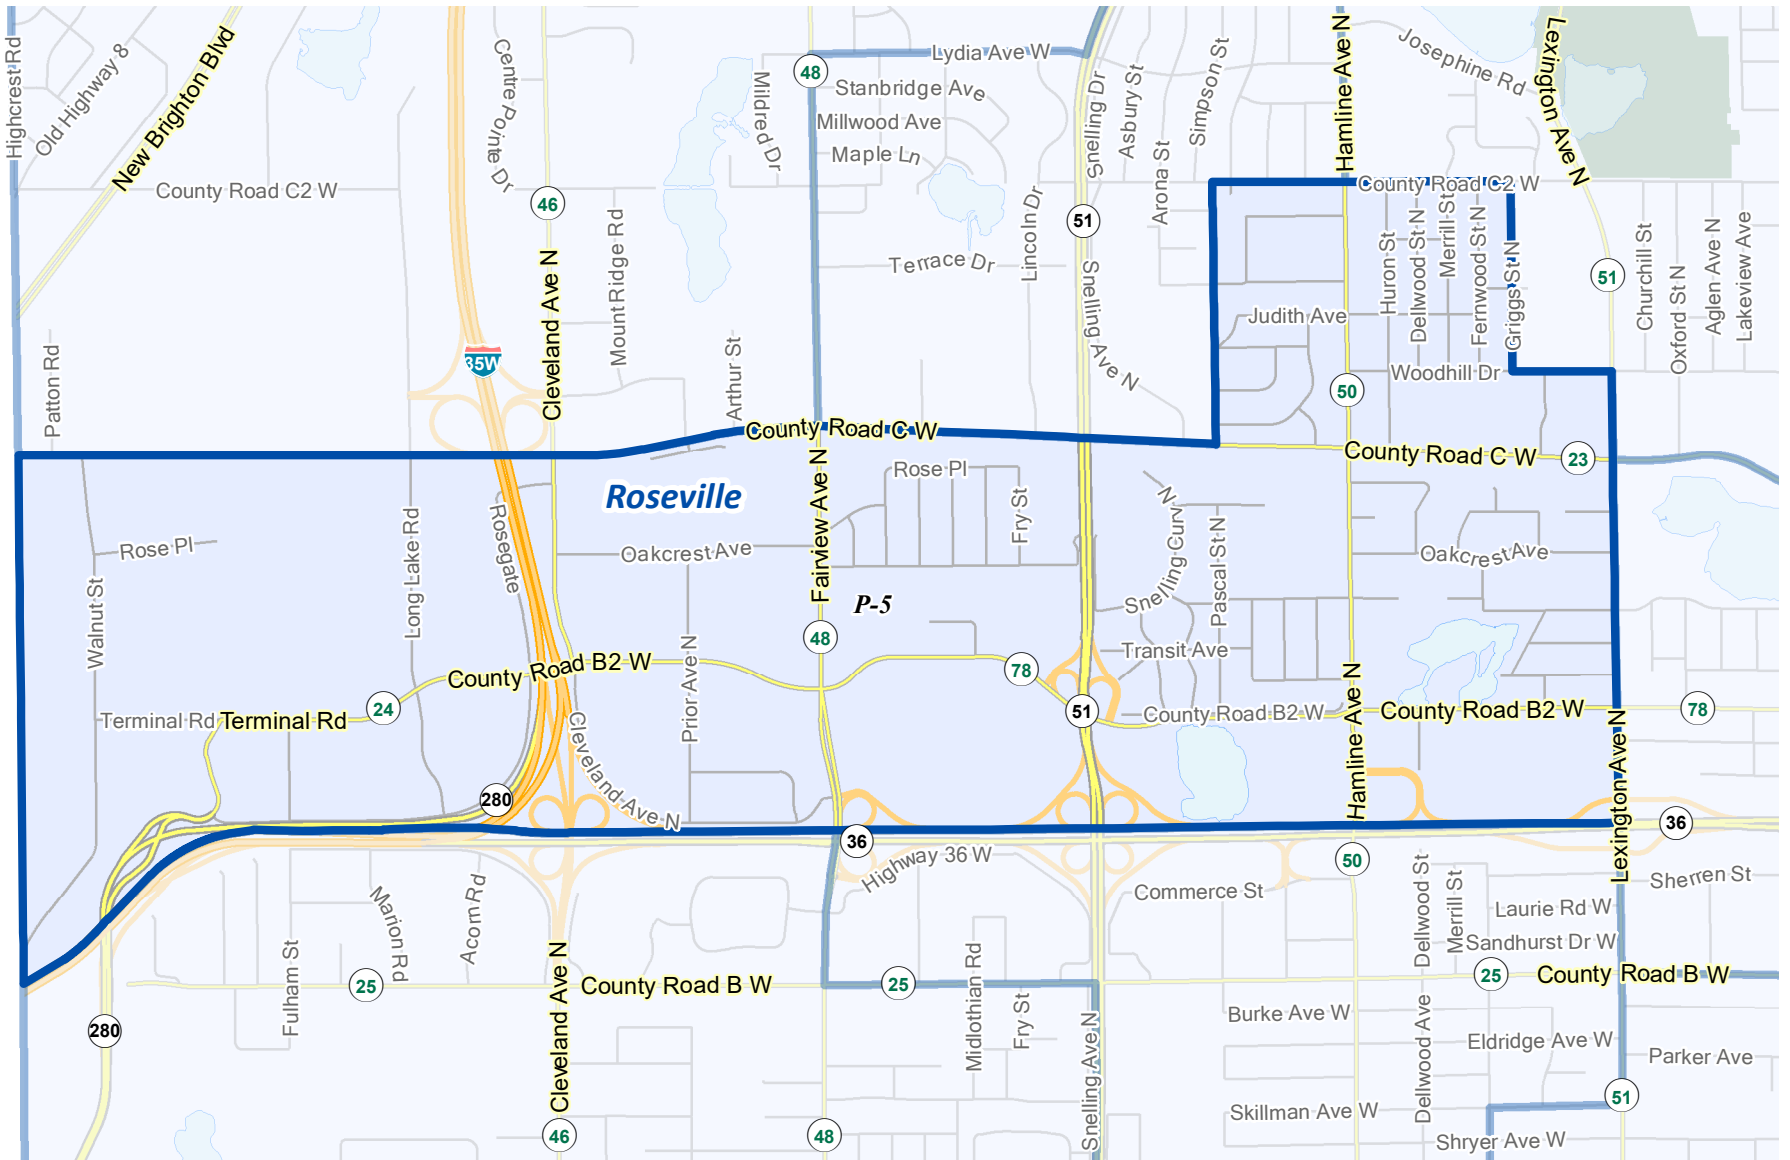 Highcrest Rd
Old Highway 8
New Brighton Blvd
County Road C2 W
Centre Pointe Dr
46
Cleveland Ave N
Mount Ridge Rd
Mildred Dr
48
Lydia Ave W
Stanbridge Ave
Millwood Ave
Maple Ln
Terrace Dr
Lincoln Dr
Snelling Dr
51
Snelling Ave N
Asbury St
Arona St
Simpson St
Hamline Ave N
Josephine Rd
Lexington Ave N
County Road C2 W
Huron St
Dellwood St N
Merrill St
Fernwood St N
Griggs St N
51
Churchill St
Oxford St N
Aglen Ave N
Lakeview Ave
Judith Ave
Woodhill Dr
50
Patton Rd
35W
Arthur St
County Road C W
County Road C W
23
Roseville
Rose Pl
Fry St
Fairview Ave N
Rose Pl
Walnut St
Long Lake Rd
Rosegate
Oakcrest Ave
P-5
48
N
Snelling Curv
Pascal St N
Oakcrest Ave
Transit Ave
County Road B2 W
Prior Ave N
78
51
24
Terminal Rd
Terminal Rd
County Road B2 W
Hamline Ave N
County Road B2 W
78
Cleveland Ave N
280
36
Highway 36 W
Lexington Ave N
36
50
Commerce St
Sherren St
Dellwood St
Merrill St
Laurie Rd W
Sandhurst Dr W
Marion Rd
Acorn Rd
Fulham St
25
Cleveland Ave N
County Road B W
25
Midlothian Rd
Fry St
Snelling Ave N
25
County Road B W
280
Burke Ave W
Dellwood Ave
Eldridge Ave W
Parker Ave
51
Skillman Ave W
Shryer Ave W
46
48